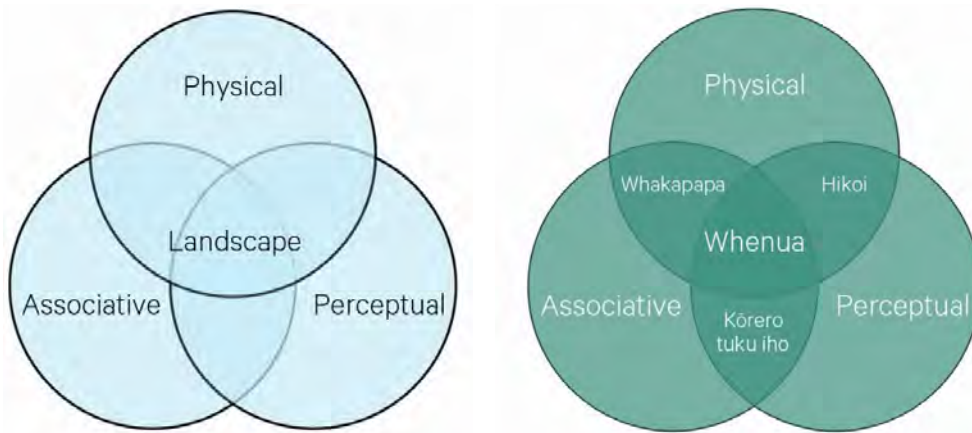 Physical
Landscape
Associative
Perceptual
Physical
Whakapapa
Hikoi
Whenua
Associative
Perceptual
Kōrero
tuku iho